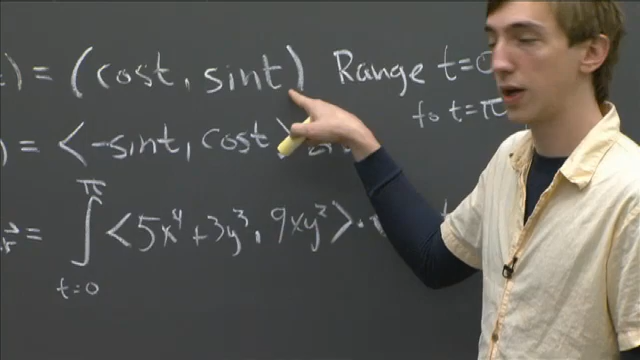 ) = (cost, sint) Range t=0
to t=π
) = <-sint, cost>
= ∫ t=0 π <5x⁴+3y³, 9xy²> ·